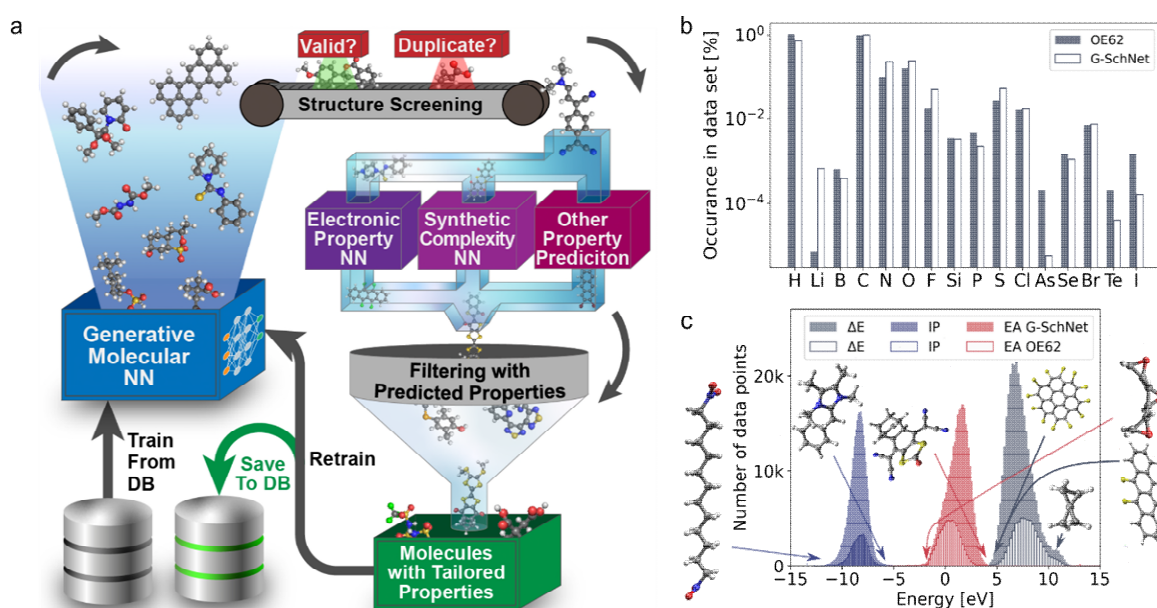 a
Valid?
Duplicate?
Structure Screening
Electronic
Property
NN
Synthetic
Complexity
NN
Other
Property
Prediciton
Generative
Molecular
NN
Filtering with
Predicted Properties
Train
From
DB
Save
To DB
Retrain
Molecules
with Tailored
Properties
b
OE62
G-SchNet
Occurance in data set [%]
10⁰
10⁻²
10⁻⁴
H Li B C N O F Si P S Cl As Se Br Te I
c
ΔE IP EA G-SchNet
ΔE IP EA OE62
Number of data points
20k
10k
0
−15 −10 −5 0 5 10 15
Energy [eV]